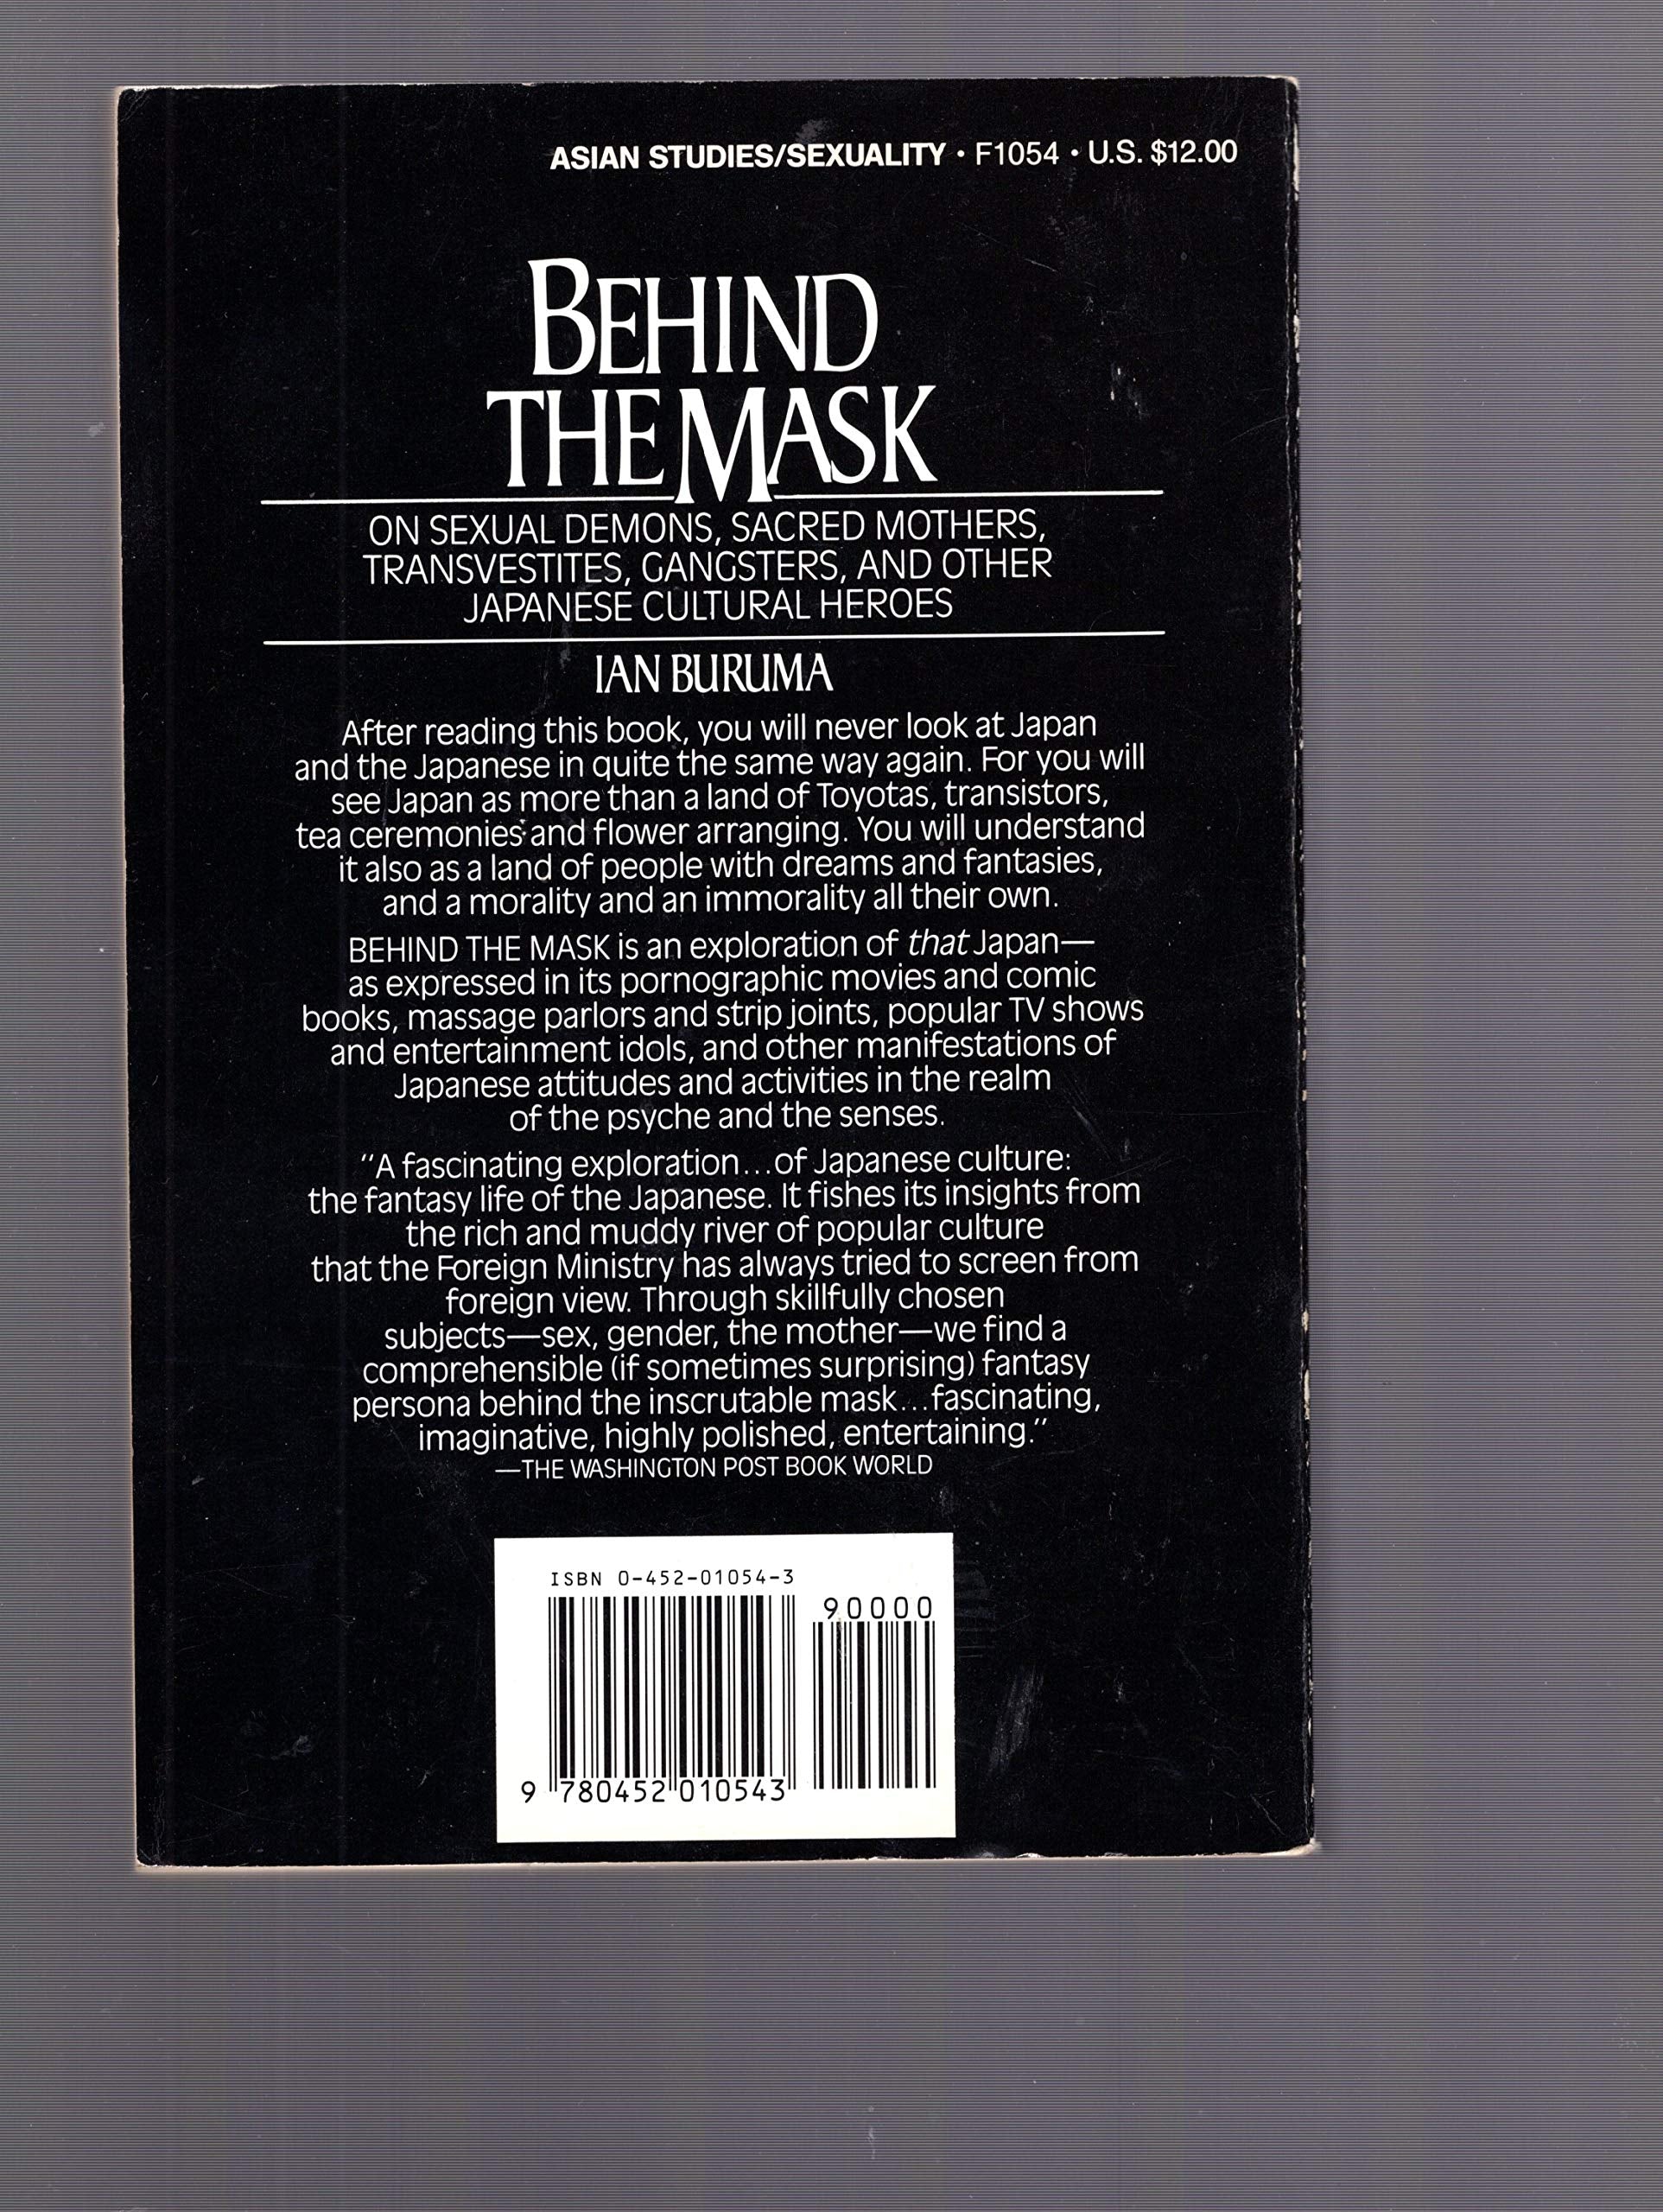 ASIAN STUDIES/SEXUALITY • F1054 • U.S. $12.00
BEHIND
THE MASK
ON SEXUAL DEMONS, SACRED MOTHERS,
TRANSVESTITES, GANGSTERS, AND OTHER
JAPANESE CULTURAL HEROES
IAN BURUMA
After reading this book, you will never look at Japan
and the Japanese in quite the same way again. For you will
see Japan as more than a land of Toyotas, transistors,
tea ceremonies and flower arranging. You will understand
it also as a land of people with dreams and fantasies,
and a morality and an immorality all their own.
BEHIND THE MASK is an exploration of that Japan—
as expressed in its pornographic movies and comic
books, massage parlors and strip joints, popular TV shows
and entertainment idols, and other manifestations of
Japanese attitudes and activities in the realm
of the psyche and the senses.
"A fascinating exploration...of Japanese culture:
the fantasy life of the Japanese. It fishes its insights from
the rich and muddy river of popular culture
that the Foreign Ministry has always tried to screen from
foreign view. Through skillfully chosen
subjects—sex, gender, the mother—we find a
comprehensible (if sometimes surprising) fantasy
persona behind the inscrutable mask...fascinating,
imaginative, highly polished, entertaining."
—THE WASHINGTON POST BOOK WORLD
ISBN 0-452-01054-3
90000
9 780452 010543